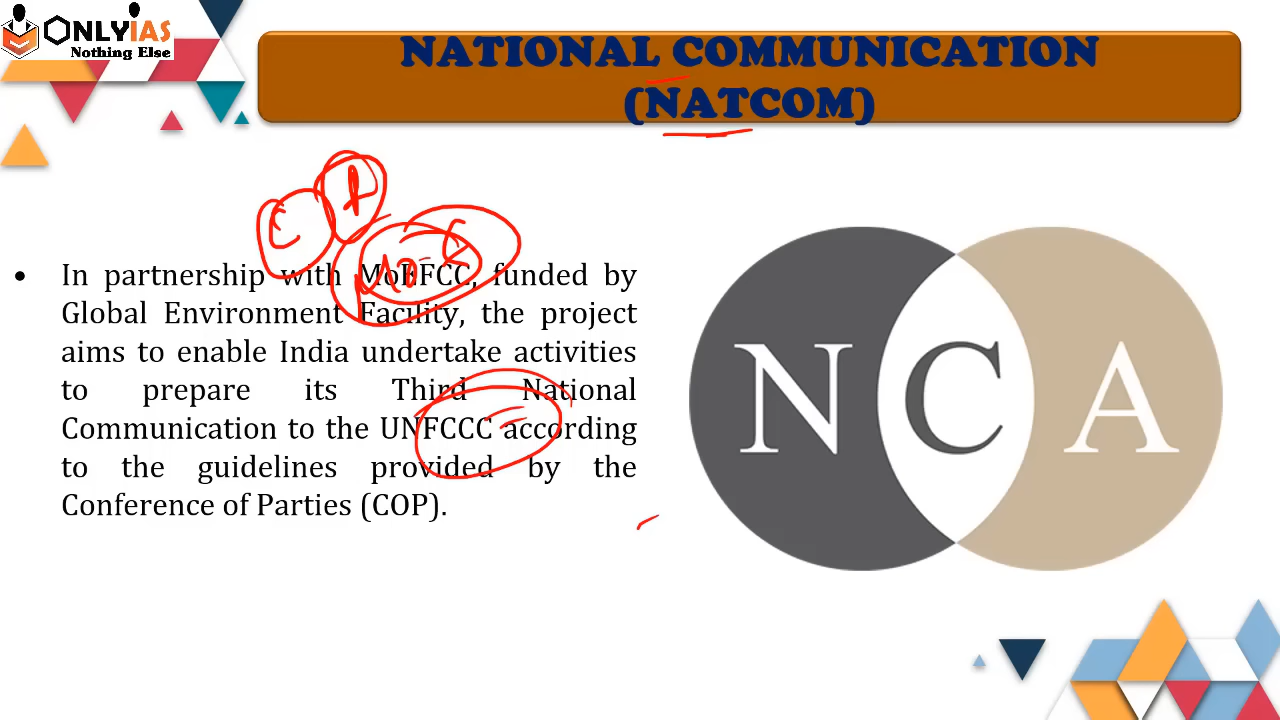 ONLYIAS
Nothing Else
NATIONAL COMMUNICATION
(NATCOM)
• In partnership with MoEFCC, funded by
Global Environment Facility, the project
aims to enable India undertake activities
to prepare its Third National
Communication to the UNFCCC according
to the guidelines provided by the
Conference of Parties (COP).
N C A